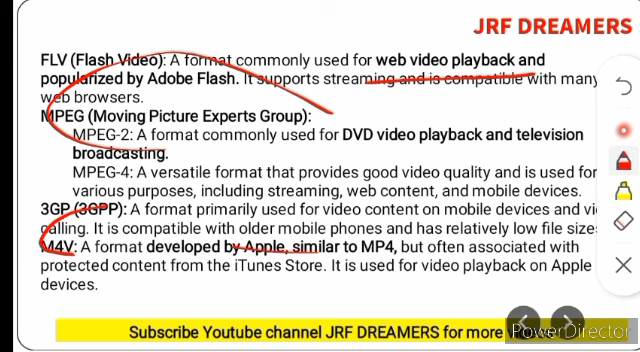 JRF DREAMERS
FLV (Flash Video): A format commonly used for web video playback and
popularized by Adobe Flash. It supports streaming and is compatible with many
web browsers.
MPEG (Moving Picture Experts Group):
MPEG-2: A format commonly used for DVD video playback and television
broadcasting.
MPEG-4: A versatile format that provides good video quality and is used for
various purposes, including streaming, web content, and mobile devices.
3GP (3GPP): A format primarily used for video content on mobile devices and vi
calling. It is compatible with older mobile phones and has relatively low file size
M4V: A format developed by Apple, similar to MP4, but often associated with
protected content from the iTunes Store. It is used for video playback on Apple
devices.
Subscribe Youtube channel JRF DREAMERS for more
PowerDirector